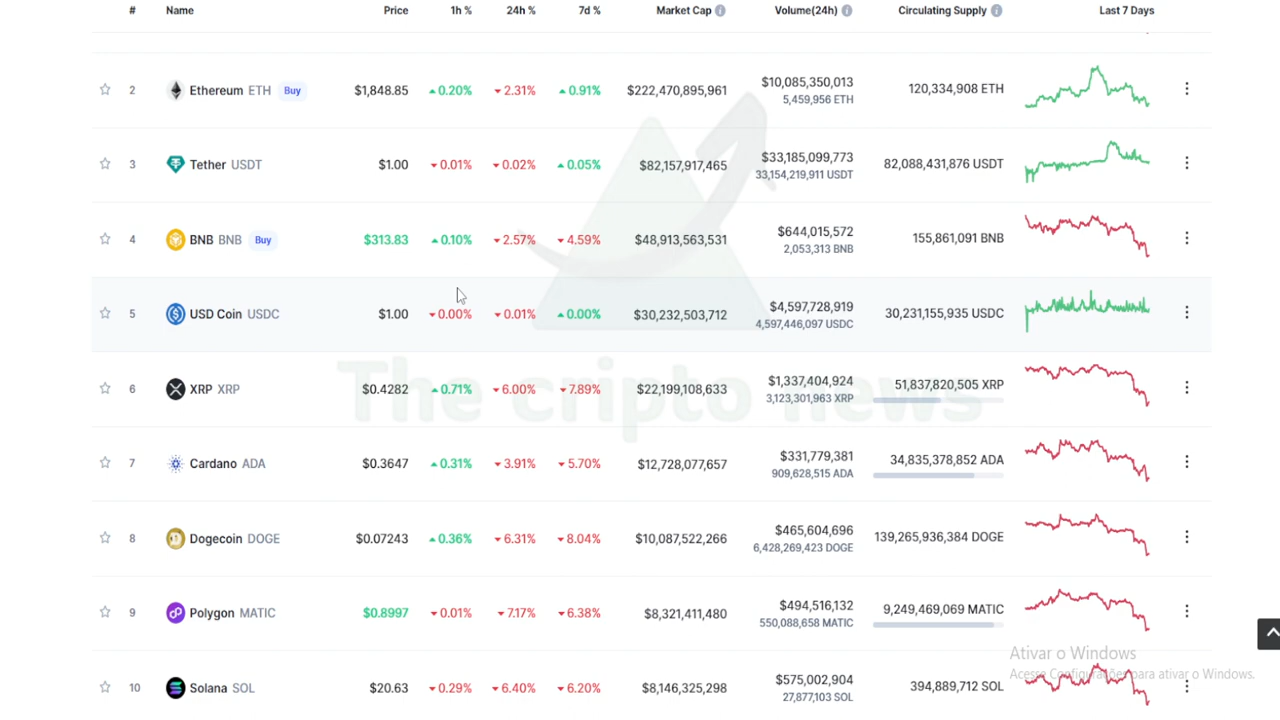 # Name Price 1h % 24h % 7d % Market Cap Volume(24h) Circulating Supply Last 7 Days
2 Ethereum ETH Buy $1,848.85 0.20% 2.31% 0.91% $222,470,895,961 $10,085,350,013 120,334,908 ETH
5,459,956 ETH
3 Tether USDT $1.00 0.01% 0.02% 0.05% $82,157,917,465 $33,185,099,773 82,088,431,876 USDT
33,154,219,911 USDT
4 BNB BNB Buy $313.83 0.10% 2.57% 4.59% $48,913,563,531 $644,015,572 155,861,091 BNB
2,053,313 BNB
5 USD Coin USDC $1.00 0.00% 0.01% 0.00% $30,232,503,712 $4,597,728,919 30,231,155,935 USDC
4,597,446,097 USDC
6 XRP XRP $0.4282 0.71% 6.00% 7.89% $22,199,108,633 $1,337,404,924 51,837,820,505 XRP
3,123,301,963 XRP
The cripto news
7 Cardano ADA $0.3647 0.31% 3.91% 5.70% $12,728,077,657 $331,779,381 34,835,378,852 ADA
909,628,515 ADA
8 Dogecoin DOGE $0.07243 0.36% 6.31% 8.04% $10,087,522,266 $465,604,696 139,265,936,384 DOGE
6,428,269,423 DOGE
9 Polygon MATIC $0.8997 0.01% 7.17% 6.38% $8,321,411,480 $494,516,132 9,249,469,069 MATIC
550,088,658 MATIC
10 Solana SOL $20.63 0.29% 6.40% 6.20% $8,146,325,298 $575,002,904 394,889,712 SOL
27,877,103 SOL
Ativar o Windows
Acesse Configurações para ativar o Windows.